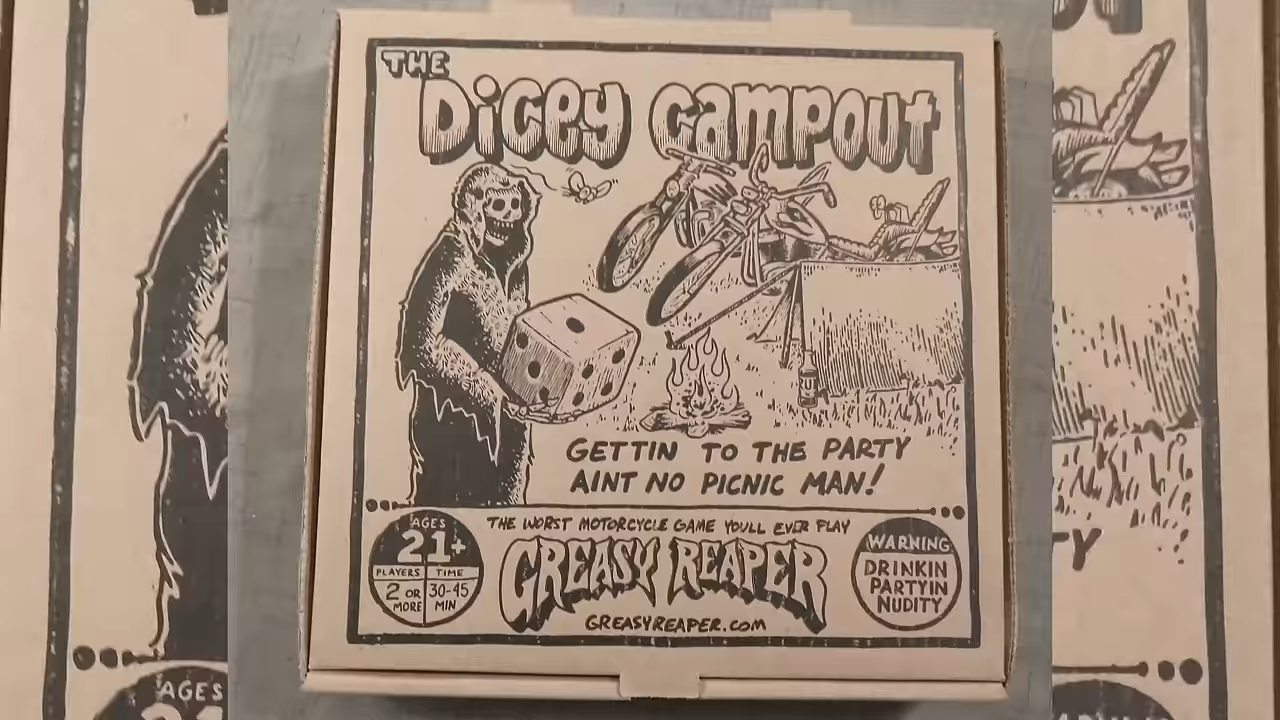 THE
DiCEY CAMPOUT
GETTIN TO THE PARTY
AINT NO PICNIC MAN!
THE WORST MOTORCYCLE GAME YOULL EVER PLAY
GREASY REAPER
GREASYREAPER.COM
AGES
21+
PLAYERS
2 OR
MORE
TIME
30-45
MIN
WARNING
DRINKIN
PARTYIN
NUDITY
AGES